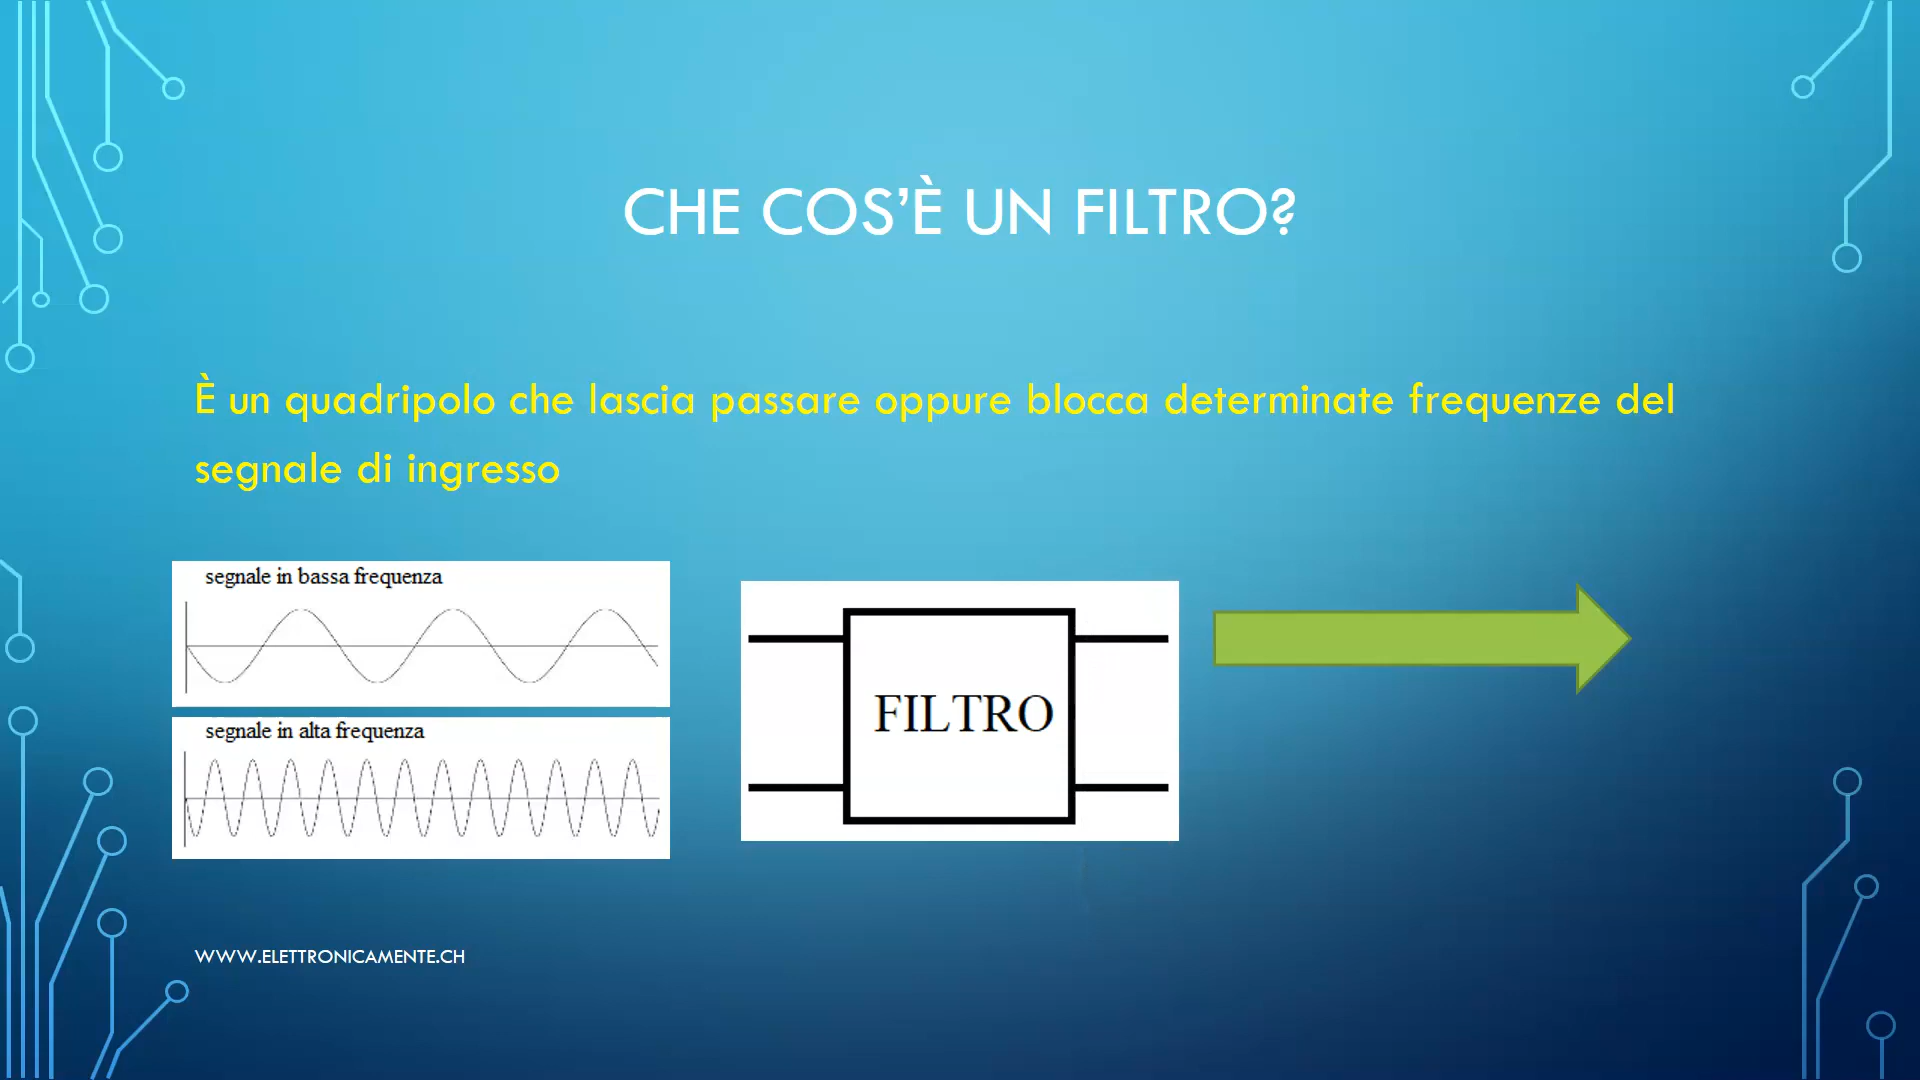 CHE COS’È UN FILTRO?
È un quadripolo che lascia passare oppure blocca determinate frequenze del
segnale di ingresso
segnale in bassa frequenza
segnale in alta frequenza
FILTRO
WWW.ELETTRONICAMENTE.CH